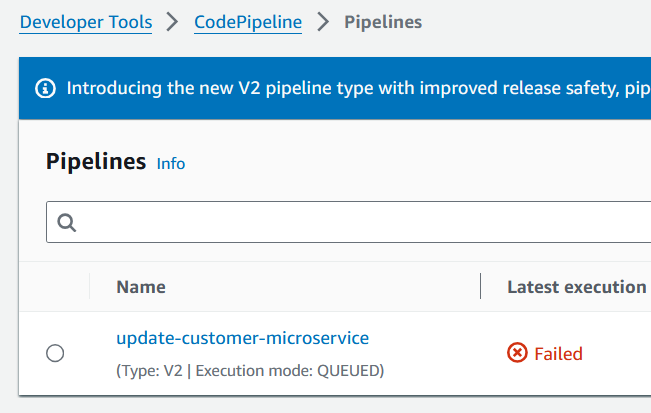 Developer Tools > CodePipeline > Pipelines
Introducing the new V2 pipeline type with improved release safety, pip
Pipelines Info
Name Latest execution
update-customer-microservice
Failed
(Type: V2 | Execution mode: QUEUED)